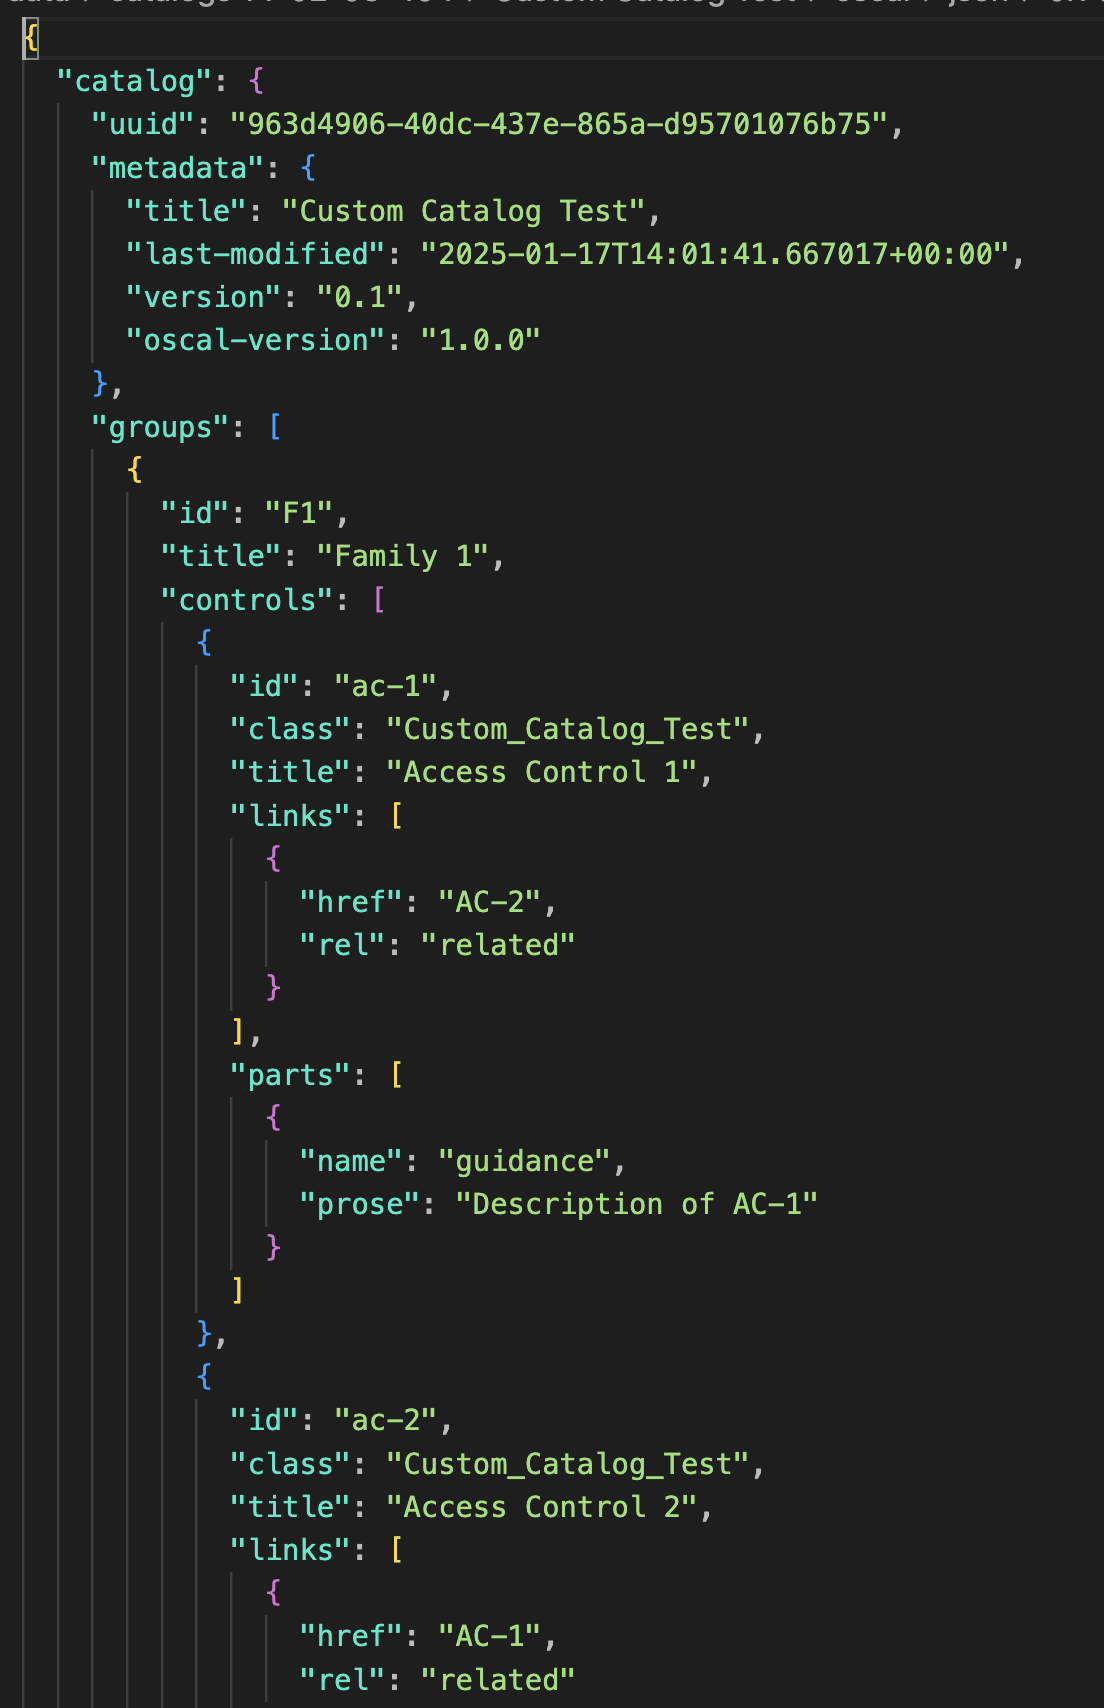 {
  "catalog": {
    "uuid": "963d4906-40dc-437e-865a-d95701076b75",
    "metadata": {
      "title": "Custom Catalog Test",
      "last-modified": "2025-01-17T14:01:41.667017+00:00",
      "version": "0.1",
      "oscal-version": "1.0.0"
    },
    "groups": [
      {
        "id": "F1",
        "title": "Family 1",
        "controls": [
          {
            "id": "ac-1",
            "class": "Custom_Catalog_Test",
            "title": "Access Control 1",
            "links": [
              {
                "href": "AC-2",
                "rel": "related"
              }
            ],
            "parts": [
              {
                "name": "guidance",
                "prose": "Description of AC-1"
              }
            ]
          },
          {
            "id": "ac-2",
            "class": "Custom_Catalog_Test",
            "title": "Access Control 2",
            "links": [
              {
                "href": "AC-1",
                "rel": "related"